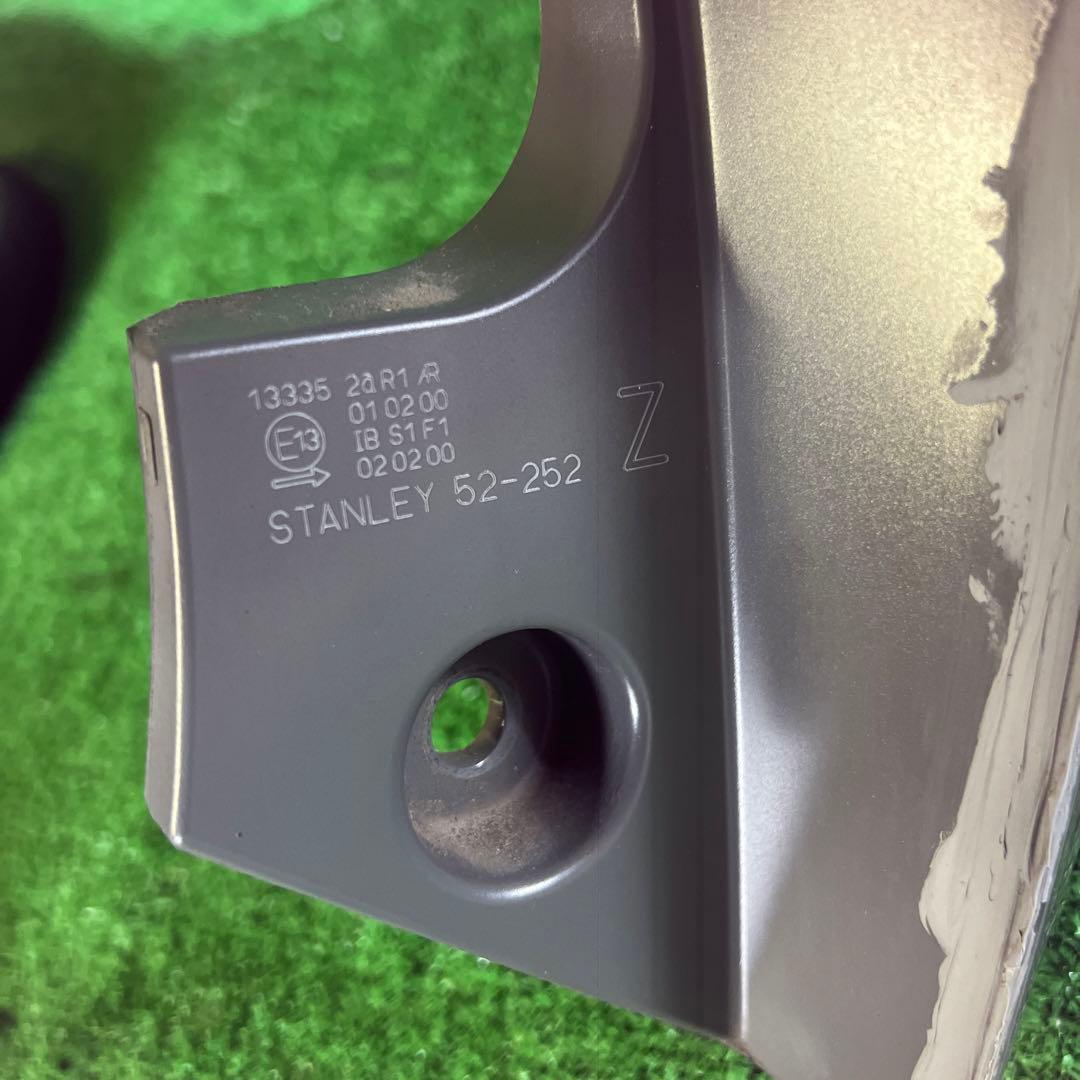 13335 2a R1 AR
01 02 00
E13
IB S1 F1
02 02 00
STANLEY 52-252
Z